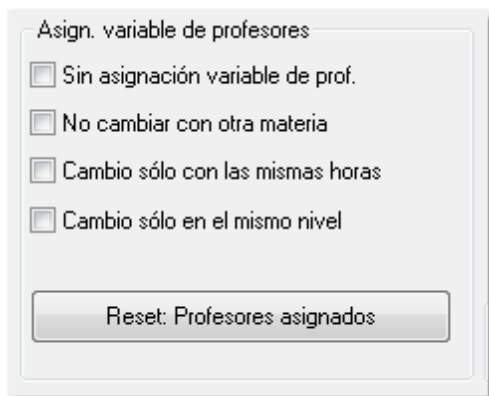 Asign. variable de profesores
Sin asignación variable de prof.
No cambiar con otra materia
Cambio sólo con las mismas horas
Cambio sólo en el mismo nivel
Reset: Profesores asignados